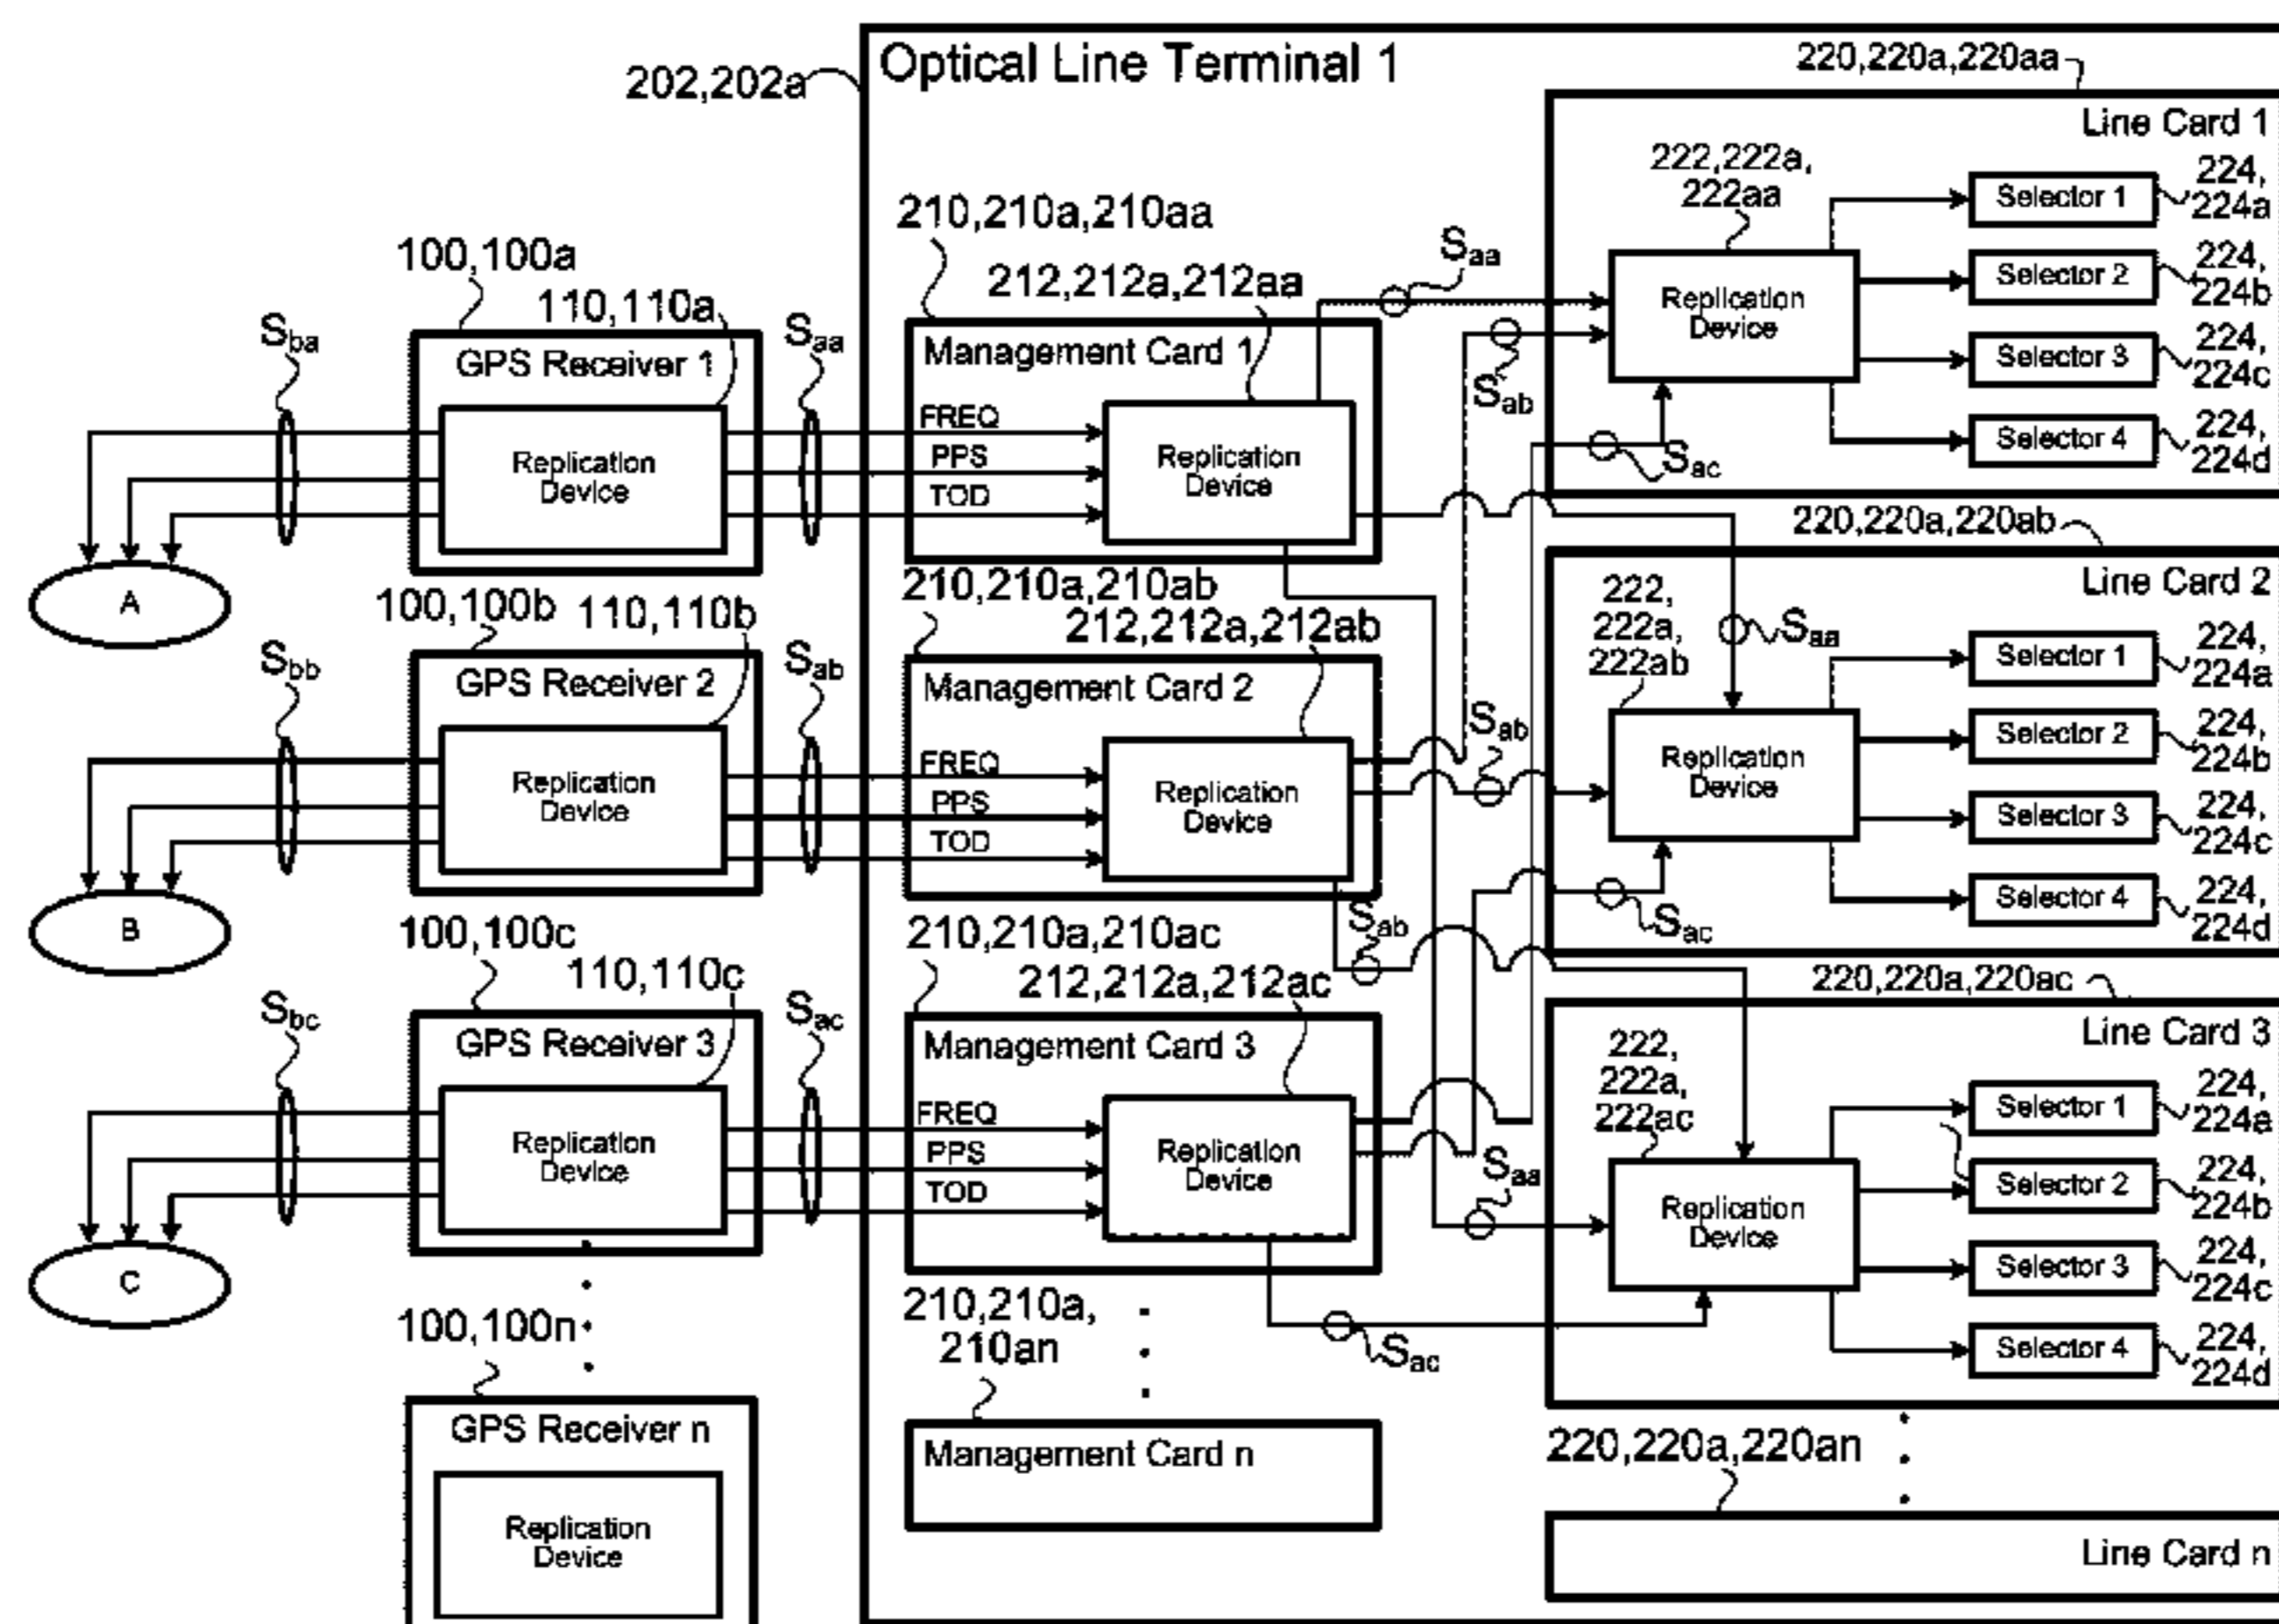 Optical Line Terminal 1
202,202a
220,220a,220aa
Line Card 1
222,222a,
222aa
Replication
Device
Selector 1
224,
224a
Selector 2
224,
224b
Selector 3
224,
224c
Selector 4
224,
224d
Saa
Sab
Sac
100,100a
110,110a
GPS Receiver 1
Replication
Device
Sba
Saa
A
210,210a,210aa
212,212a,212aa
Management Card 1
FREQ
PPS
TOD
Replication
Device
220,220a,220ab
Line Card 2
222,
222a,
222ab
Saa
Replication
Device
Selector 1
224,
224a
Selector 2
224,
224b
Selector 3
224,
224c
Selector 4
224,
224d
Sab
Sac
100,100b
110,110b
GPS Receiver 2
Replication
Device
Sbb
Sab
B
210,210a,210ab
212,212a,212ab
Management Card 2
FREQ
PPS
TOD
Replication
Device
Sab
220,220a,220ac
Line Card 3
222,
222a,
222ac
Replication
Device
Selector 1
224,
224a
Selector 2
224,
224b
Selector 3
224,
224c
Selector 4
224,
224d
Saa
Sac
100,100c
110,110c
GPS Receiver 3
Replication
Device
Sbc
Sac
C
210,210a,210ac
212,212a,212ac
Management Card 3
FREQ
PPS
TOD
Replication
Device
100,100n
GPS Receiver n
Replication
Device
210,210a,
210an
Management Card n
220,220a,220an
Line Card n